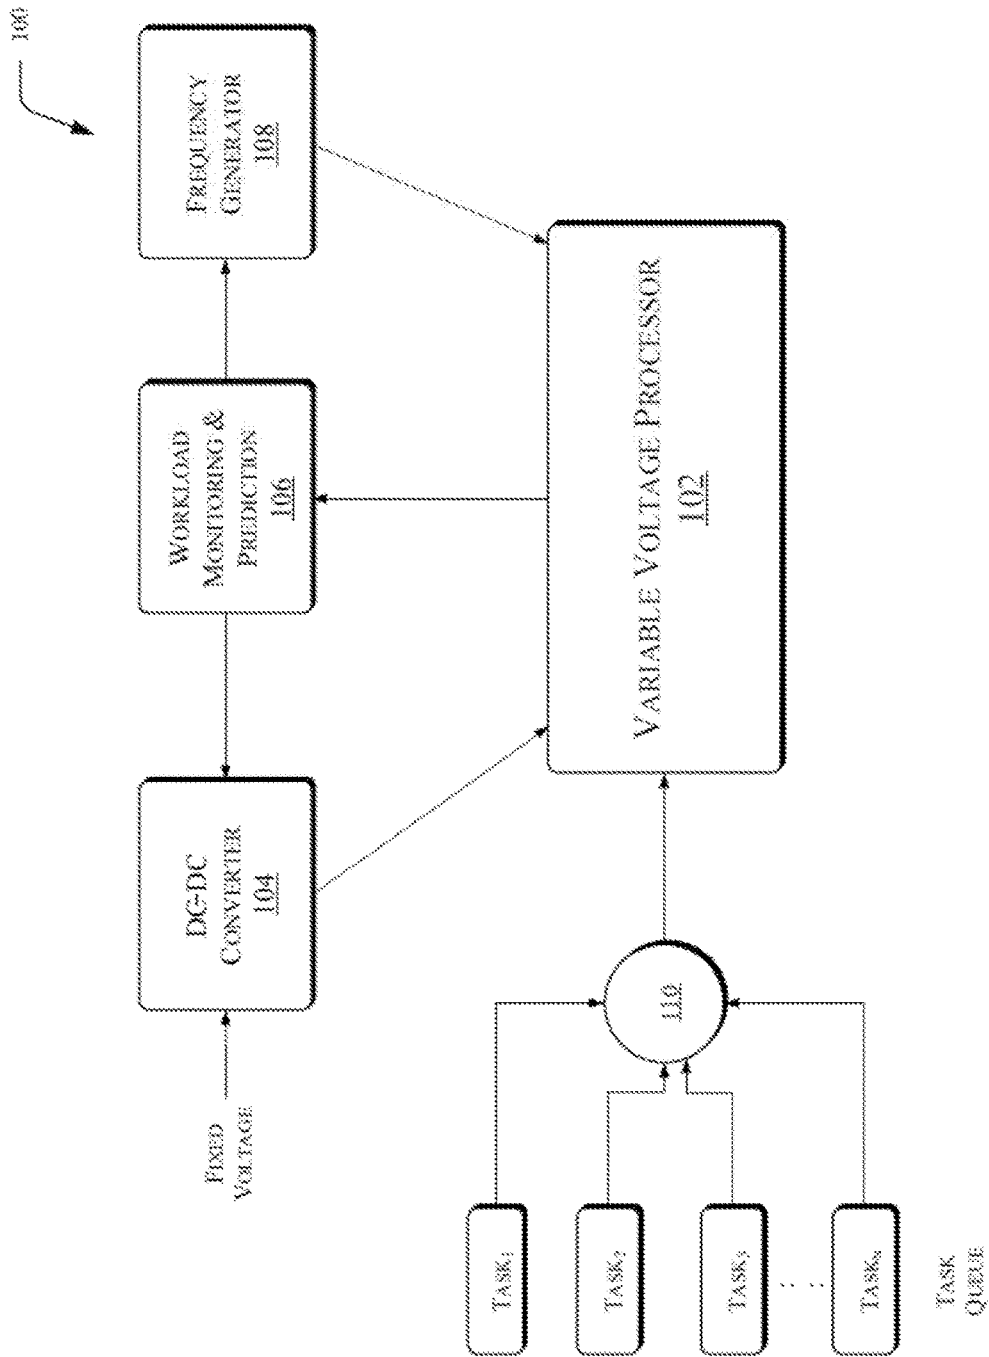 100
FIXED
VOLTAGE
DC-DC
CONVERTER
104
WORKLOAD
MONITORING &
PREDICTION
106
FREQUENCY
GENERATOR
108
VARIABLE VOLTAGE PROCESSOR
102
110
TASK1
TASK2
TASK3
TASKN
TASK
QUEUE